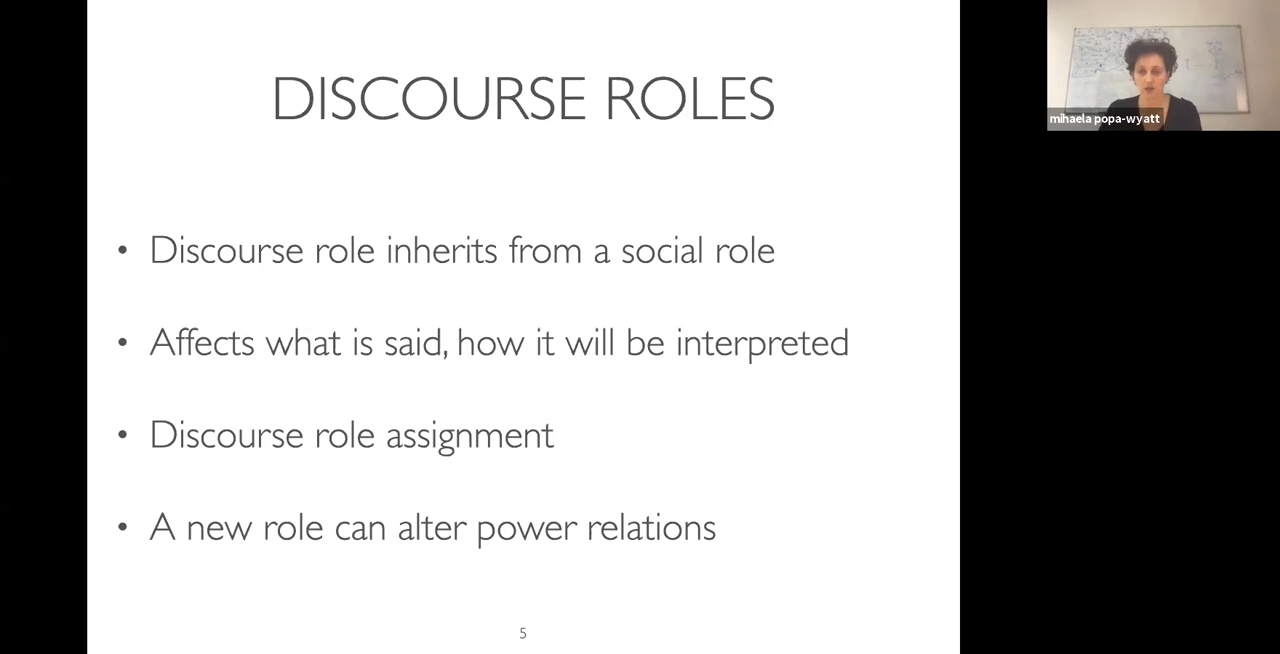 DISCOURSE ROLES
• Discourse role inherits from a social role
• Affects what is said, how it will be interpreted
• Discourse role assignment
• A new role can alter power relations
5
mihaela popa-wyatt